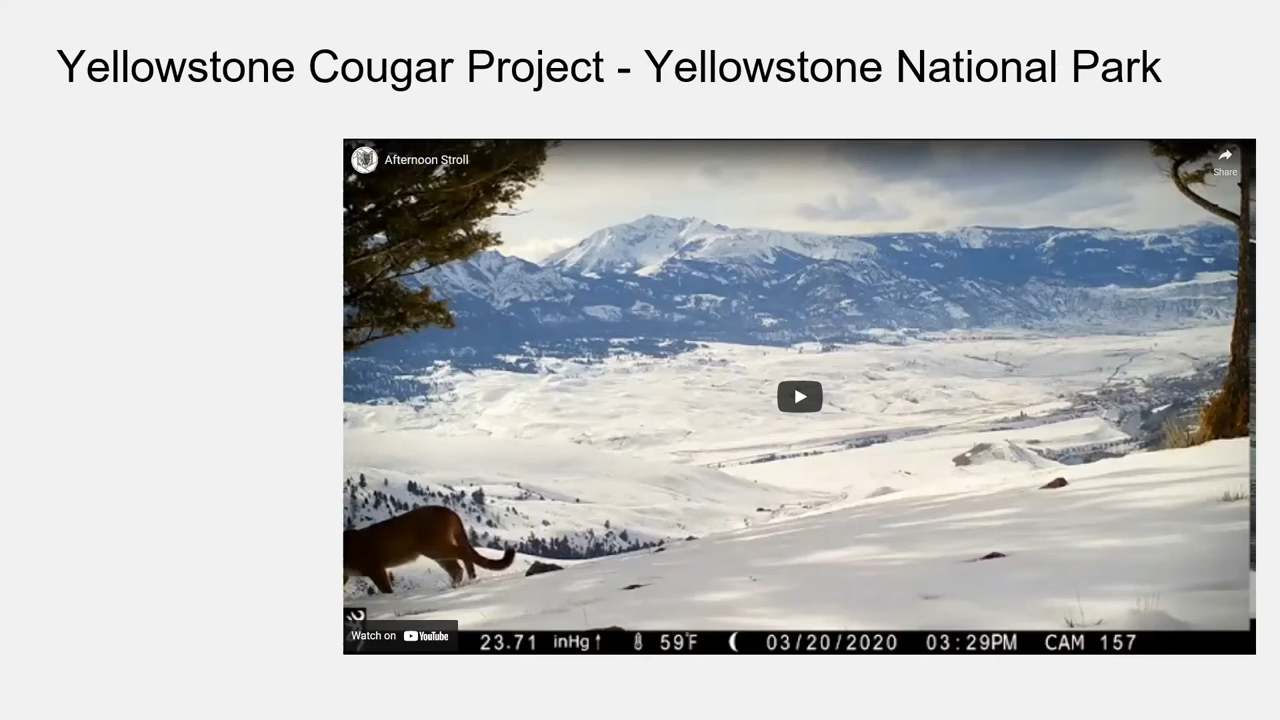 Yellowstone Cougar Project - Yellowstone National Park
Afternoon Stroll
Share
Watch on YouTube
23.71 inHg↑ 59°F 03/20/2020 03:29PM CAM 157